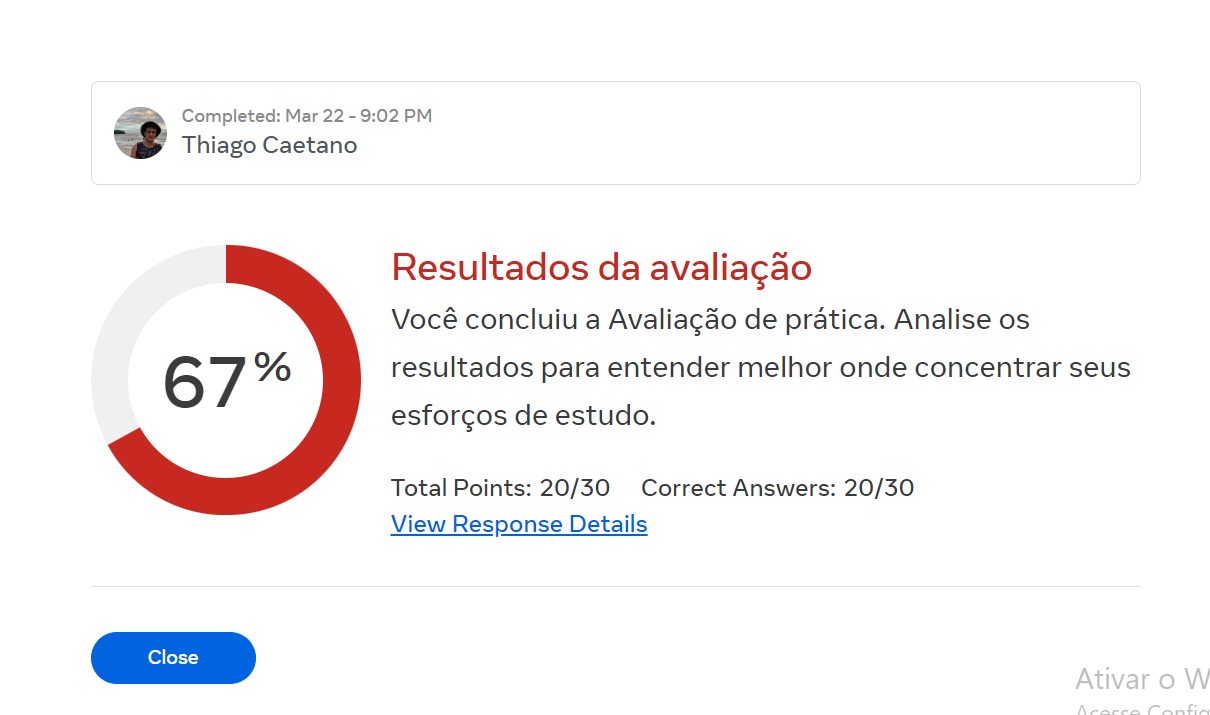 Completed: Mar 22 - 9:02 PM
Thiago Caetano
67%
Resultados da avaliação
Você concluiu a Avaliação de prática. Analise os
resultados para entender melhor onde concentrar seus
esforços de estudo.
Total Points: 20/30 Correct Answers: 20/30
View Response Details
Close
Ativar o W
Acesse Config